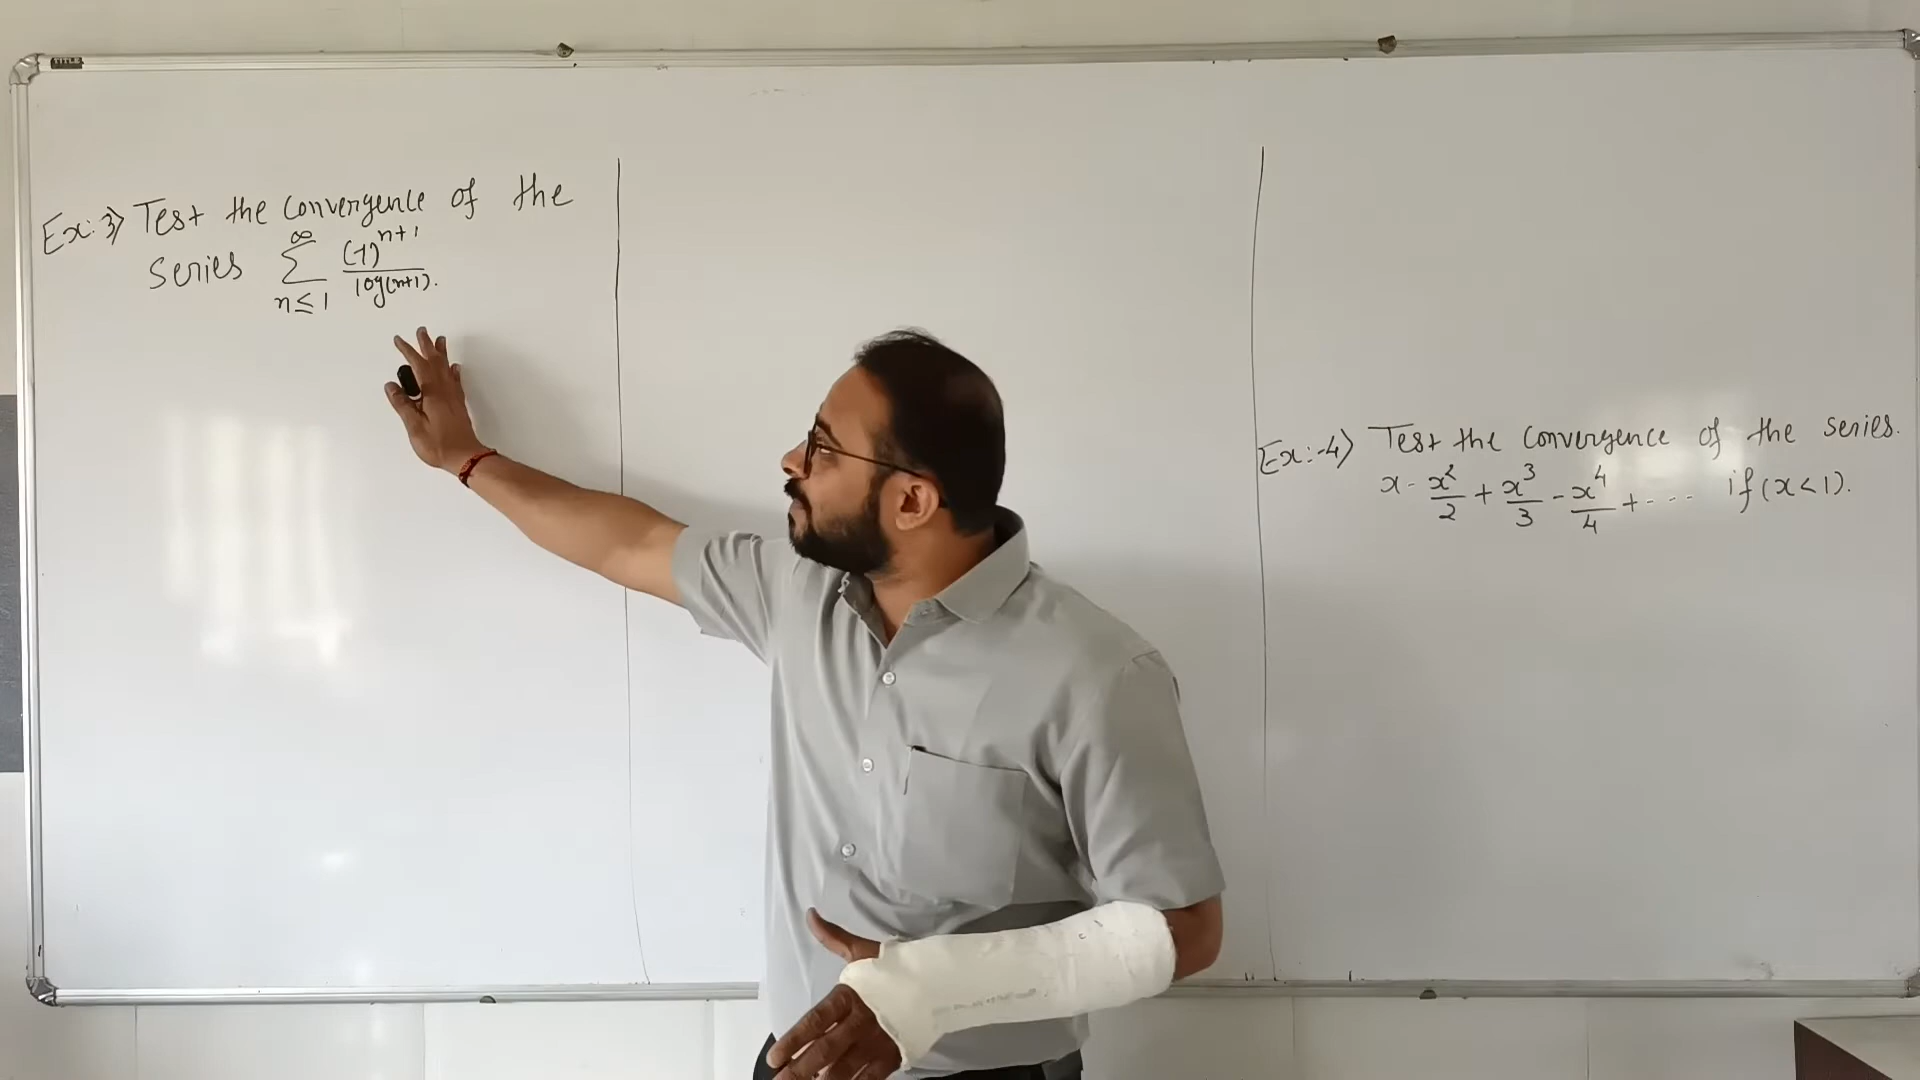 TITLE
Ex:3> Test the convergence of the
series ∑_{n≤1}^{∞} (-1)^{n+1}/log(n+1).
Ex:-4> Test the convergence of the series.
x - x²/2 + x³/3 - x⁴/4 + --- if (x<1).